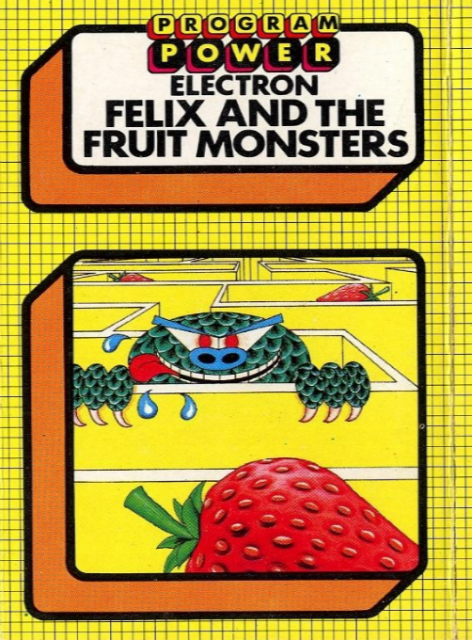 PROGRAM
POWER
ELECTRON
FELIX AND THE
FRUIT MONSTERS